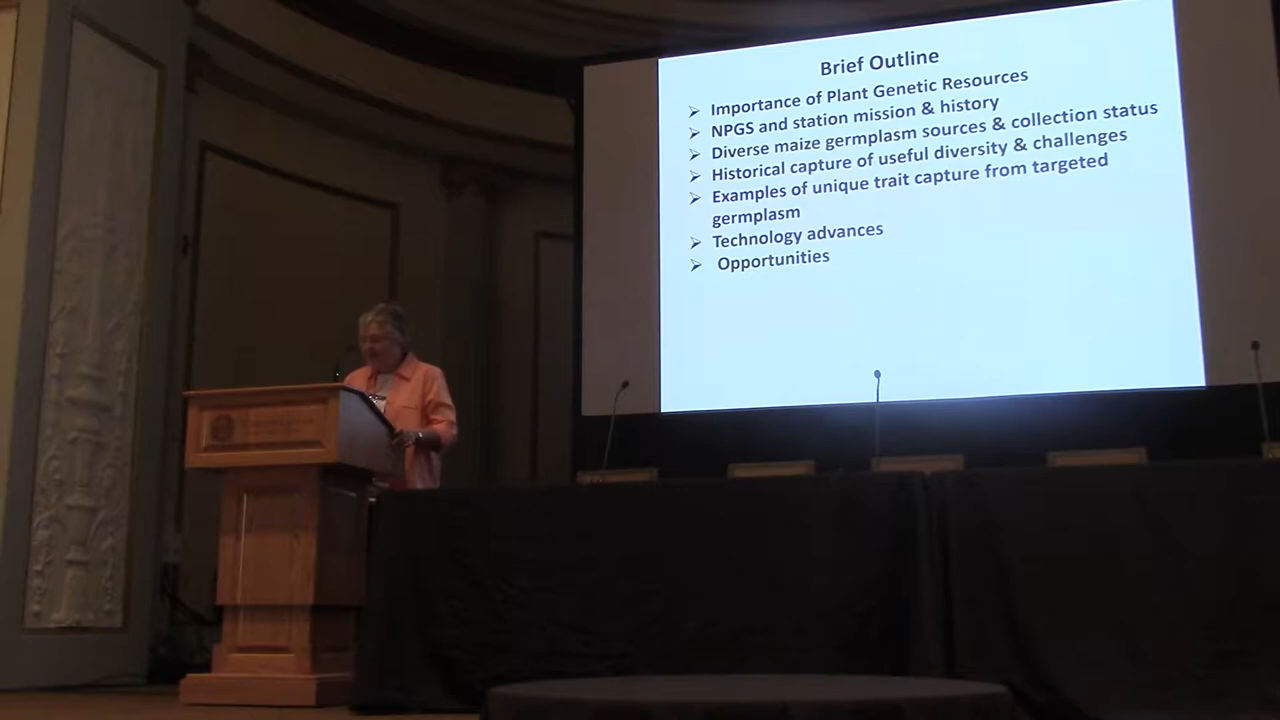 Brief Outline
➢ Importance of Plant Genetic Resources
➢ NPGS and station mission & history
➢ Diverse maize germplasm sources & collection status
➢ Historical capture of useful diversity & challenges
➢ Examples of unique trait capture from targeted
germplasm
➢ Technology advances
➢ Opportunities